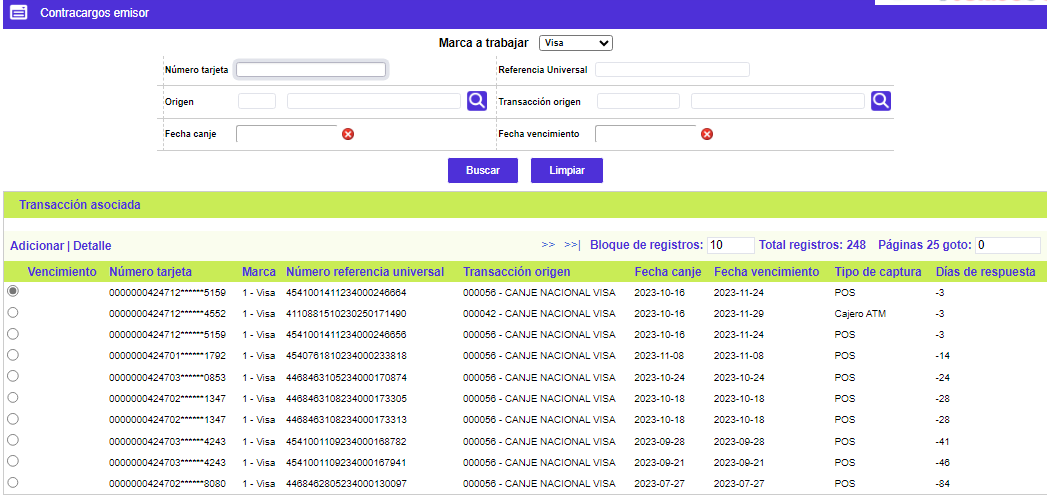 Contracargos emisor
Marca a trabajar Visa
Número tarjeta Referencia Universal
Origen Transacción origen
Fecha canje Fecha vencimiento
Buscar Limpiar
Transacción asociada
Adicionar | Detalle >> >>| Bloque de registros: 10 Total registros: 248 Páginas 25 goto: 0
Vencimiento Número tarjeta Marca Número referencia universal Transacción origen Fecha canje Fecha vencimiento Tipo de captura Días de respuesta
0000000424712******5159 1 - Visa 4541001411234000246664 000056 - CANJE NACIONAL VISA 2023-10-16 2023-11-24 POS -3
0000000424712******4552 1 - Visa 4110881510230250171490 000042 - CANJE NACIONAL VISA 2023-10-16 2023-11-29 Cajero ATM -3
0000000424712******5159 1 - Visa 4541001411234000246656 000056 - CANJE NACIONAL VISA 2023-10-16 2023-11-24 POS -3
0000000424701******1792 1 - Visa 4540761810234000233818 000056 - CANJE NACIONAL VISA 2023-11-08 2023-11-08 POS -14
0000000424703******0853 1 - Visa 4468463105234000170874 000056 - CANJE NACIONAL VISA 2023-10-24 2023-10-24 POS -24
0000000424702******1347 1 - Visa 4468463108234000173305 000056 - CANJE NACIONAL VISA 2023-10-18 2023-10-18 POS -28
0000000424702******1347 1 - Visa 4468463108234000173313 000056 - CANJE NACIONAL VISA 2023-10-18 2023-10-18 POS -28
0000000424703******4243 1 - Visa 4541001109234000168782 000056 - CANJE NACIONAL VISA 2023-09-28 2023-09-28 POS -41
0000000424703******4243 1 - Visa 4541001109234000167941 000056 - CANJE NACIONAL VISA 2023-09-21 2023-09-21 POS -46
0000000424702******8080 1 - Visa 4468462805234000130097 000056 - CANJE NACIONAL VISA 2023-07-27 2023-07-27 POS -84